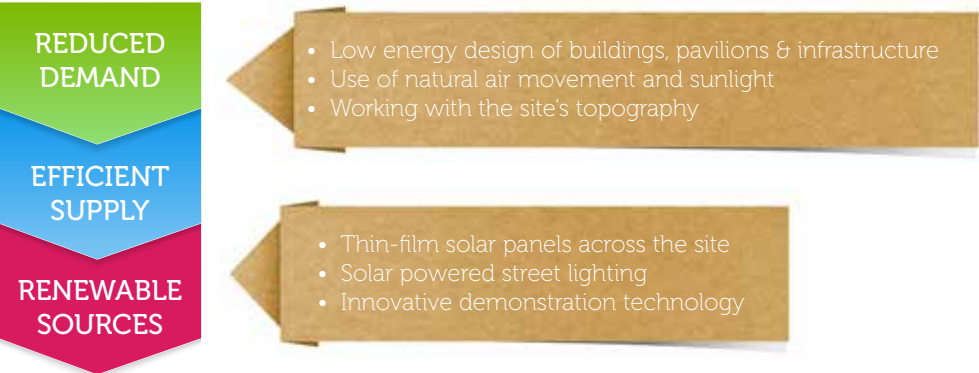 REDUCED
DEMAND
• Low energy design of buildings, pavilions & infrastructure
• Use of natural air movement and sunlight
• Working with the site's topography
EFFICIENT
SUPPLY
RENEWABLE
SOURCES
• Thin-film solar panels across the site
• Solar powered street lighting
• Innovative demonstration technology